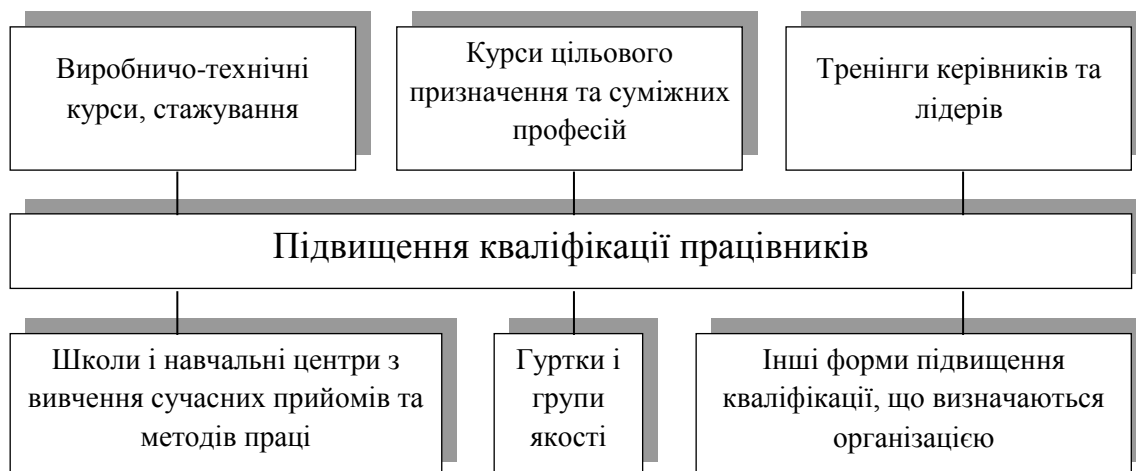 Виробничо-технічні
курси, стажування
Курси цільового
призначення та суміжних
професій
Тренінги керівників та
лідерів
Підвищення кваліфікації працівників
Школи і навчальні центри з
вивчення сучасних прийомів та
методів праці
Гуртки і
групи
якості
Інші форми підвищення
кваліфікації, що визначаються
організацією